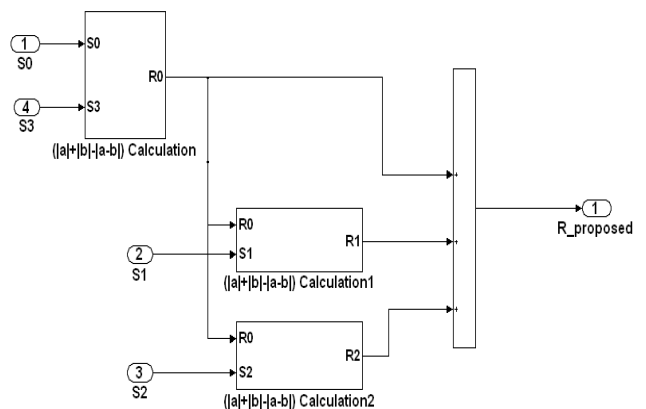 1
S0
4
S3
S0
S3
R0
(|a|+|b|-|a-b|) Calculation
2
S1
R0
S1
R1
(|a|+|b|-|a-b|) Calculation1
3
S2
R0
S2
R2
(|a|+|b|-|a-b|) Calculation2
+
+
+
1
R_proposed